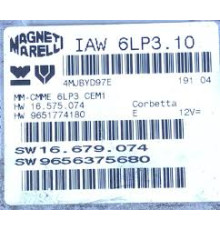 MAGNETI MARELLI IAW 6LP3.10
4MJBYD97E 191 04
MM-CMME 6LP3 CEM1
HW 16.575.074 Corbetta
HW 9651774180 E 12V=
SW16.679.074
SW9656375680